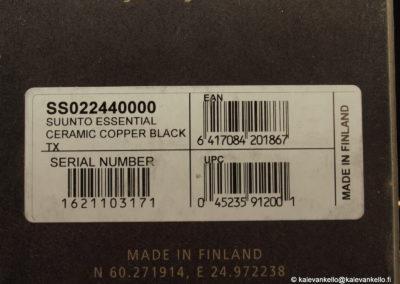 SS022440000
SUUNTO ESSENTIAL
CERAMIC COPPER BLACK
TX
SERIAL NUMBER
1621103171
EAN
6 417084 201867
UPC
0 45235 91200 1
MADE IN FINLAND
MADE IN FINLAND
N 60.271914, E 24.972238
© kalevankello@kalevankello.fi